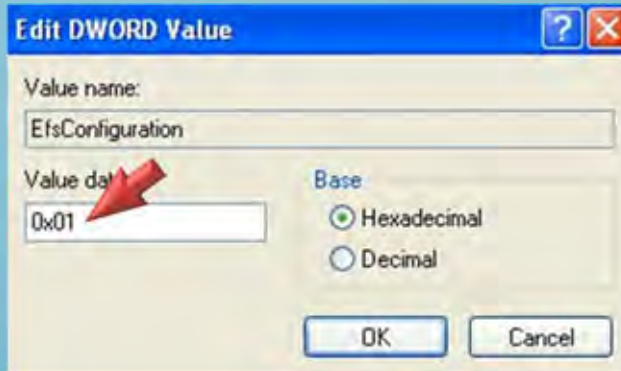 Edit DWORD Value
Value name:
EfsConfiguration
Value dat
0x01
Base
Hexadecimal
Decimal
OK
Cancel